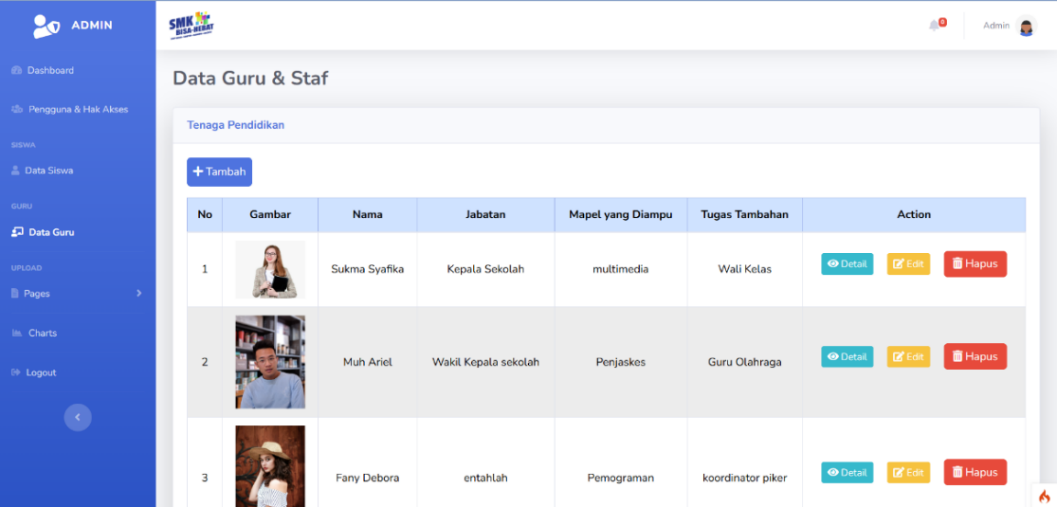 ADMIN
SMK
BISA-HEBAT
0
Admin
Dashboard
Pengguna & Hak Akses
SISWA
Data Siswa
GURU
Data Guru
UPLOAD
Pages
Charts
Logout
Data Guru & Staf
Tenaga Pendidikan
+ Tambah
No Gambar Nama Jabatan Mapel yang Diampu Tugas Tambahan Action
1 Sukma Syafika Kepala Sekolah multimedia Wali Kelas Detail Edit Hapus
2 Muh Ariel Wakil Kepala sekolah Penjaskes Guru Olahraga Detail Edit Hapus
3 Fany Debora entahlah Pemograman koordinator piker Detail Edit Hapus